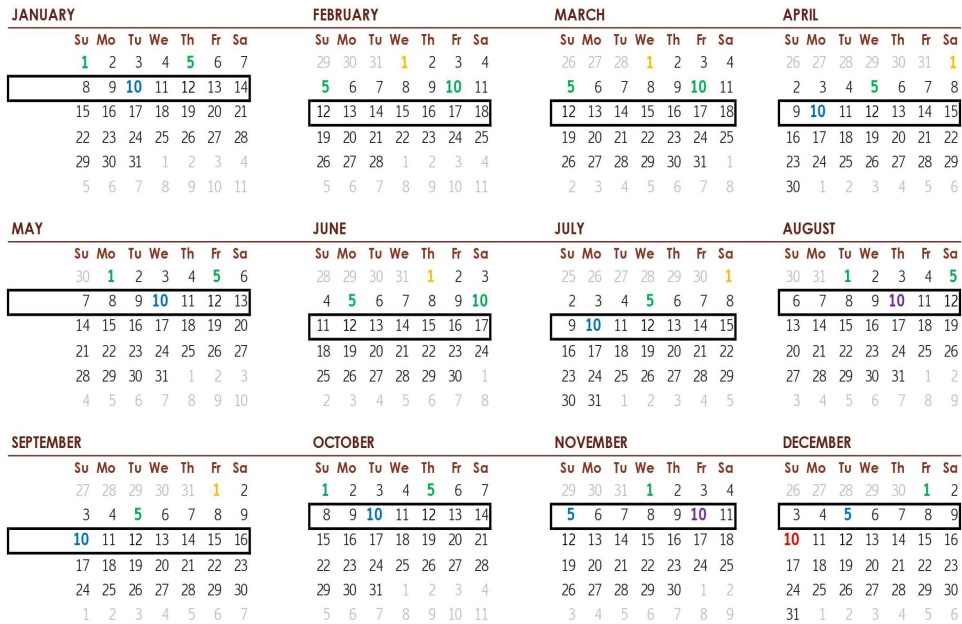 JANUARY FEBRUARY MARCH APRIL
Su Mo Tu We Th Fr Sa Su Mo Tu We Th Fr Sa Su Mo Tu We Th Fr Sa Su Mo Tu We Th Fr Sa
1 2 3 4 5 6 7 29 30 31 1 2 3 4 26 27 28 1 2 3 4 26 27 28 29 30 31 1
8 9 10 11 12 13 14 5 6 7 8 9 10 11 5 6 7 8 9 10 11 2 3 4 5 6 7 8
15 16 17 18 19 20 21 12 13 14 15 16 17 18 12 13 14 15 16 17 18 9 10 11 12 13 14 15
22 23 24 25 26 27 28 19 20 21 22 23 24 25 19 20 21 22 23 24 25 16 17 18 19 20 21 22
29 30 31 1 2 3 4 26 27 28 1 2 3 4 26 27 28 29 30 31 1 23 24 25 26 27 28 29
5 6 7 8 9 10 11 5 6 7 8 9 10 11 2 3 4 5 6 7 8 30 1 2 3 4 5 6
MAY JUNE JULY AUGUST
Su Mo Tu We Th Fr Sa Su Mo Tu We Th Fr Sa Su Mo Tu We Th Fr Sa Su Mo Tu We Th Fr Sa
30 1 2 3 4 5 6 28 29 30 31 1 2 3 25 26 27 28 29 30 1 30 31 1 2 3 4 5
7 8 9 10 11 12 13 4 5 6 7 8 9 10 2 3 4 5 6 7 8 6 7 8 9 10 11 12
14 15 16 17 18 19 20 11 12 13 14 15 16 17 9 10 11 12 13 14 15 13 14 15 16 17 18 19
21 22 23 24 25 26 27 18 19 20 21 22 23 24 16 17 18 19 20 21 22 20 21 22 23 24 25 26
28 29 30 31 1 2 3 25 26 27 28 29 30 1 23 24 25 26 27 28 29 27 28 29 30 31 1 2
4 5 6 7 8 9 10 2 3 4 5 6 7 8 30 31 1 2 3 4 5 3 4 5 6 7 8 9
SEPTEMBER OCTOBER NOVEMBER DECEMBER
Su Mo Tu We Th Fr Sa Su Mo Tu We Th Fr Sa Su Mo Tu We Th Fr Sa Su Mo Tu We Th Fr Sa
27 28 29 30 31 1 2 1 2 3 4 5 6 7 29 30 31 1 2 3 4 26 27 28 29 30 1 2
3 4 5 6 7 8 9 8 9 10 11 12 13 14 5 6 7 8 9 10 11 3 4 5 6 7 8 9
10 11 12 13 14 15 16 15 16 17 18 19 20 21 12 13 14 15 16 17 18 10 11 12 13 14 15 16
17 18 19 20 21 22 23 22 23 24 25 26 27 28 19 20 21 22 23 24 25 17 18 19 20 21 22 23
24 25 26 27 28 29 30 29 30 31 1 2 3 4 26 27 28 29 30 1 2 24 25 26 27 28 29 30
1 2 3 4 5 6 7 5 6 7 8 9 10 11 3 4 5 6 7 8 9 31 1 2 3 4 5 6